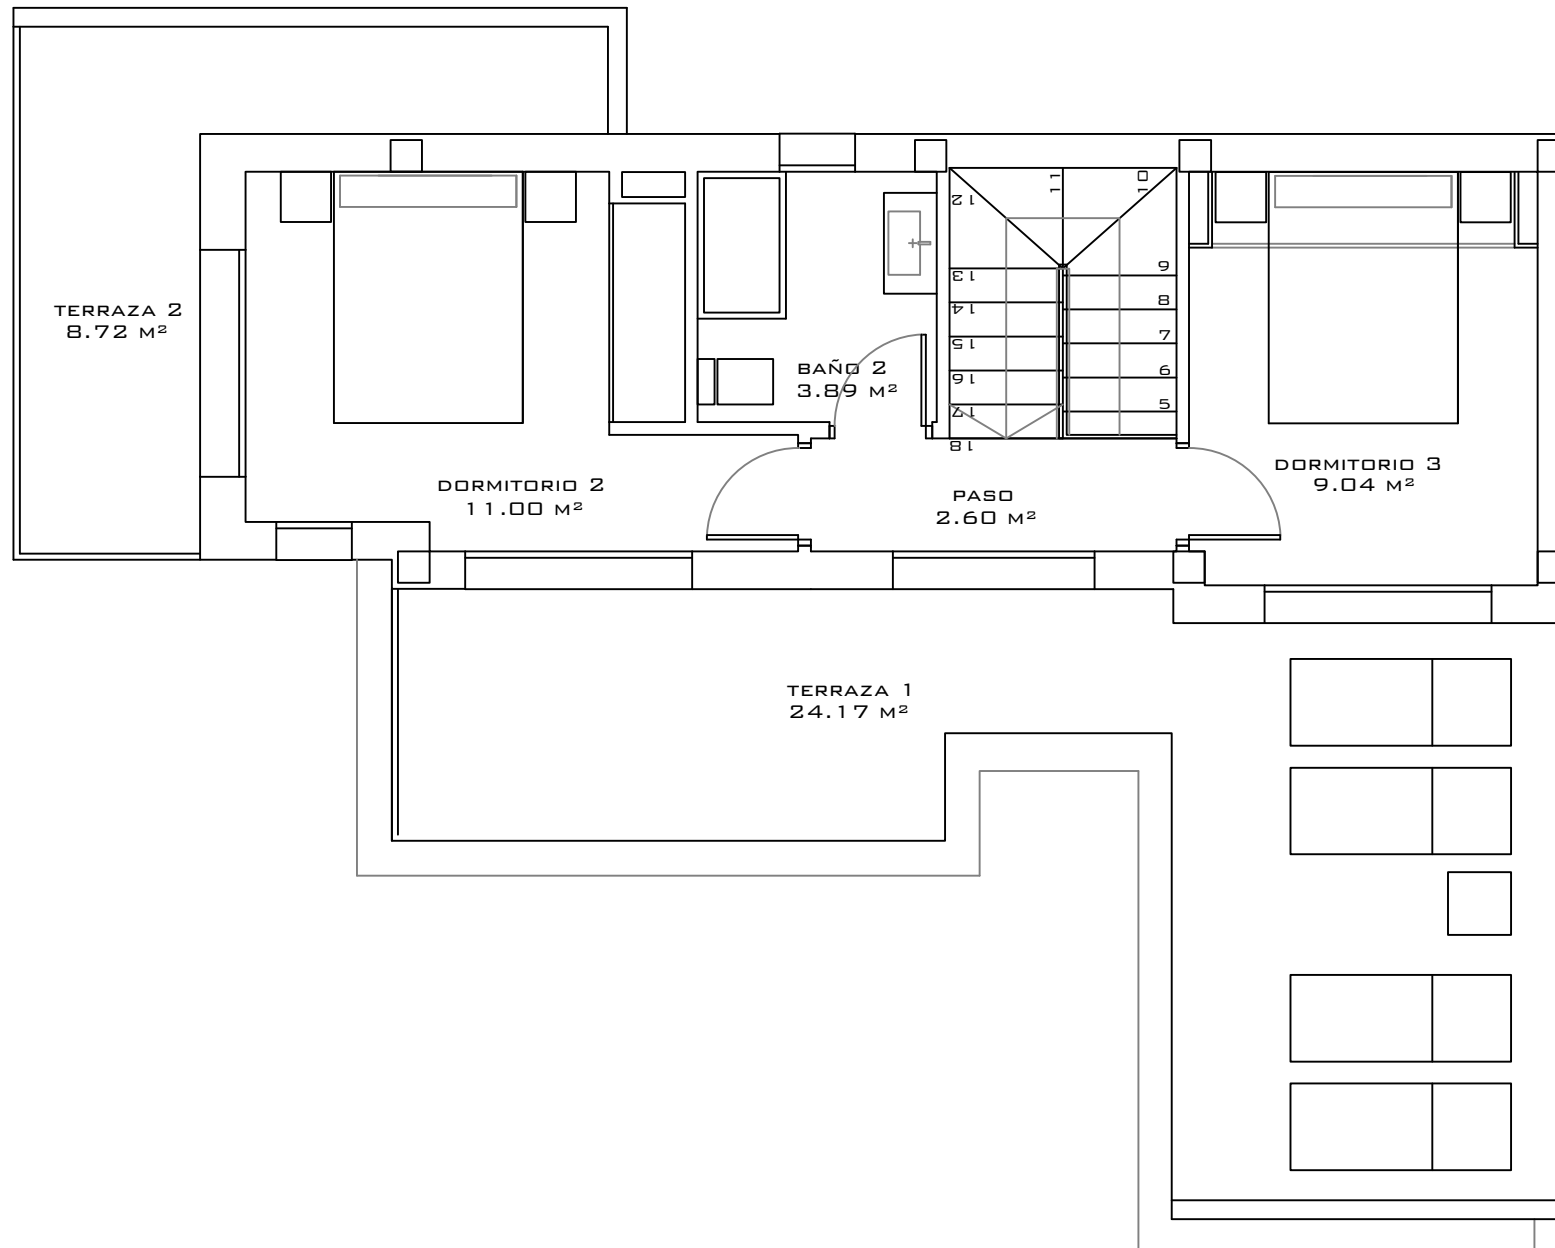 12
11
10
13
9
14
8
15
7
16
6
17
5
18
TERRAZA 2
8.72 M²
BAÑO 2
3.89 M²
DORMITORIO 2
11.00 M²
PASO
2.60 M²
DORMITORIO 3
9.04 M²
TERRAZA 1
24.17 M²